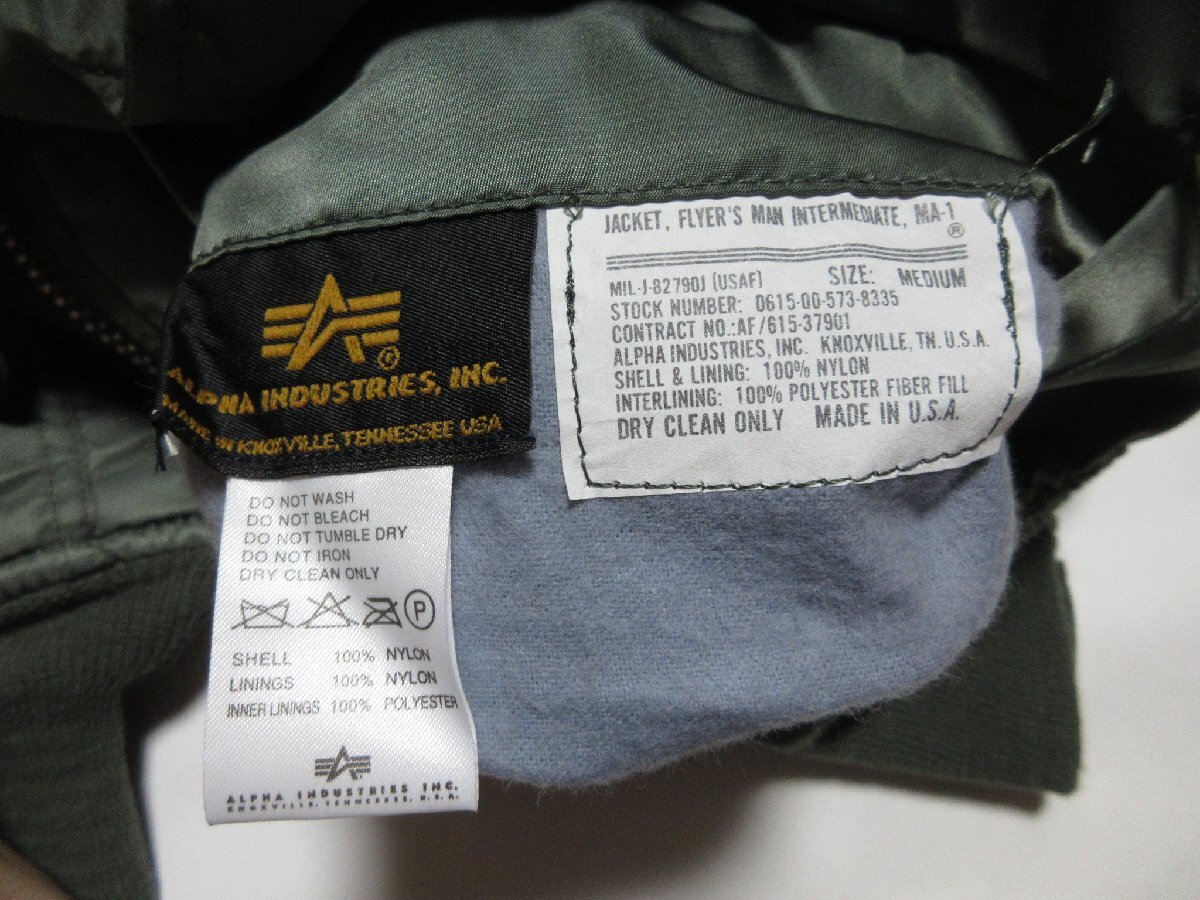 ALPHA INDUSTRIES, INC.
MADE IN KNOXVILLE, TENNESSEE USA
JACKET, FLYER'S MAN INTERMEDIATE, MA-1
®
MIL-J-82790J (USAF) SIZE: MEDIUM
STOCK NUMBER: 0615-00-573-8335
CONTRACT NO.:AF/615-37901
ALPHA INDUSTRIES, INC. KNOXVILLE, TN. U.S.A.
SHELL & LINING: 100% NYLON
INTERLINING: 100% POLYESTER FIBER FILL
DRY CLEAN ONLY MADE IN U.S.A.
DO NOT WASH
DO NOT BLEACH
DO NOT TUMBLE DRY
DO NOT IRON
DRY CLEAN ONLY
P
SHELL 100% NYLON
LININGS 100% NYLON
INNER LININGS 100% POLYESTER
ALPHA INDUSTRIES INC.
KNOXVILLE, TENNESSEE, U.S.A.